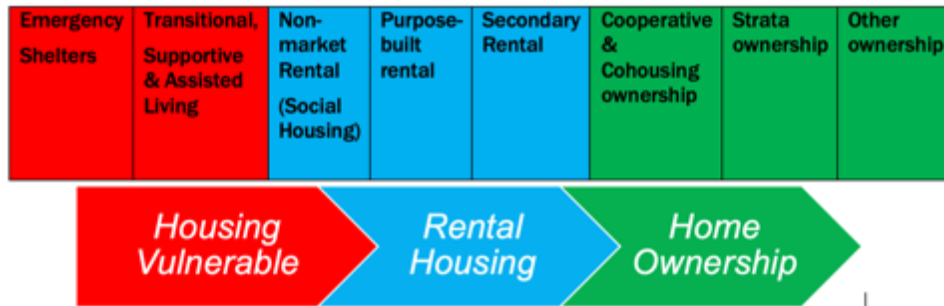 Emergency
Shelters
Transitional,
Supportive
& Assisted
Living
Non-
market
Rental
(Social
Housing)
Purpose-
built
rental
Secondary
Rental
Cooperative
&
Cohousing
ownership
Strata
ownership
Other
ownership
Housing
Vulnerable
Rental
Housing
Home
Ownership